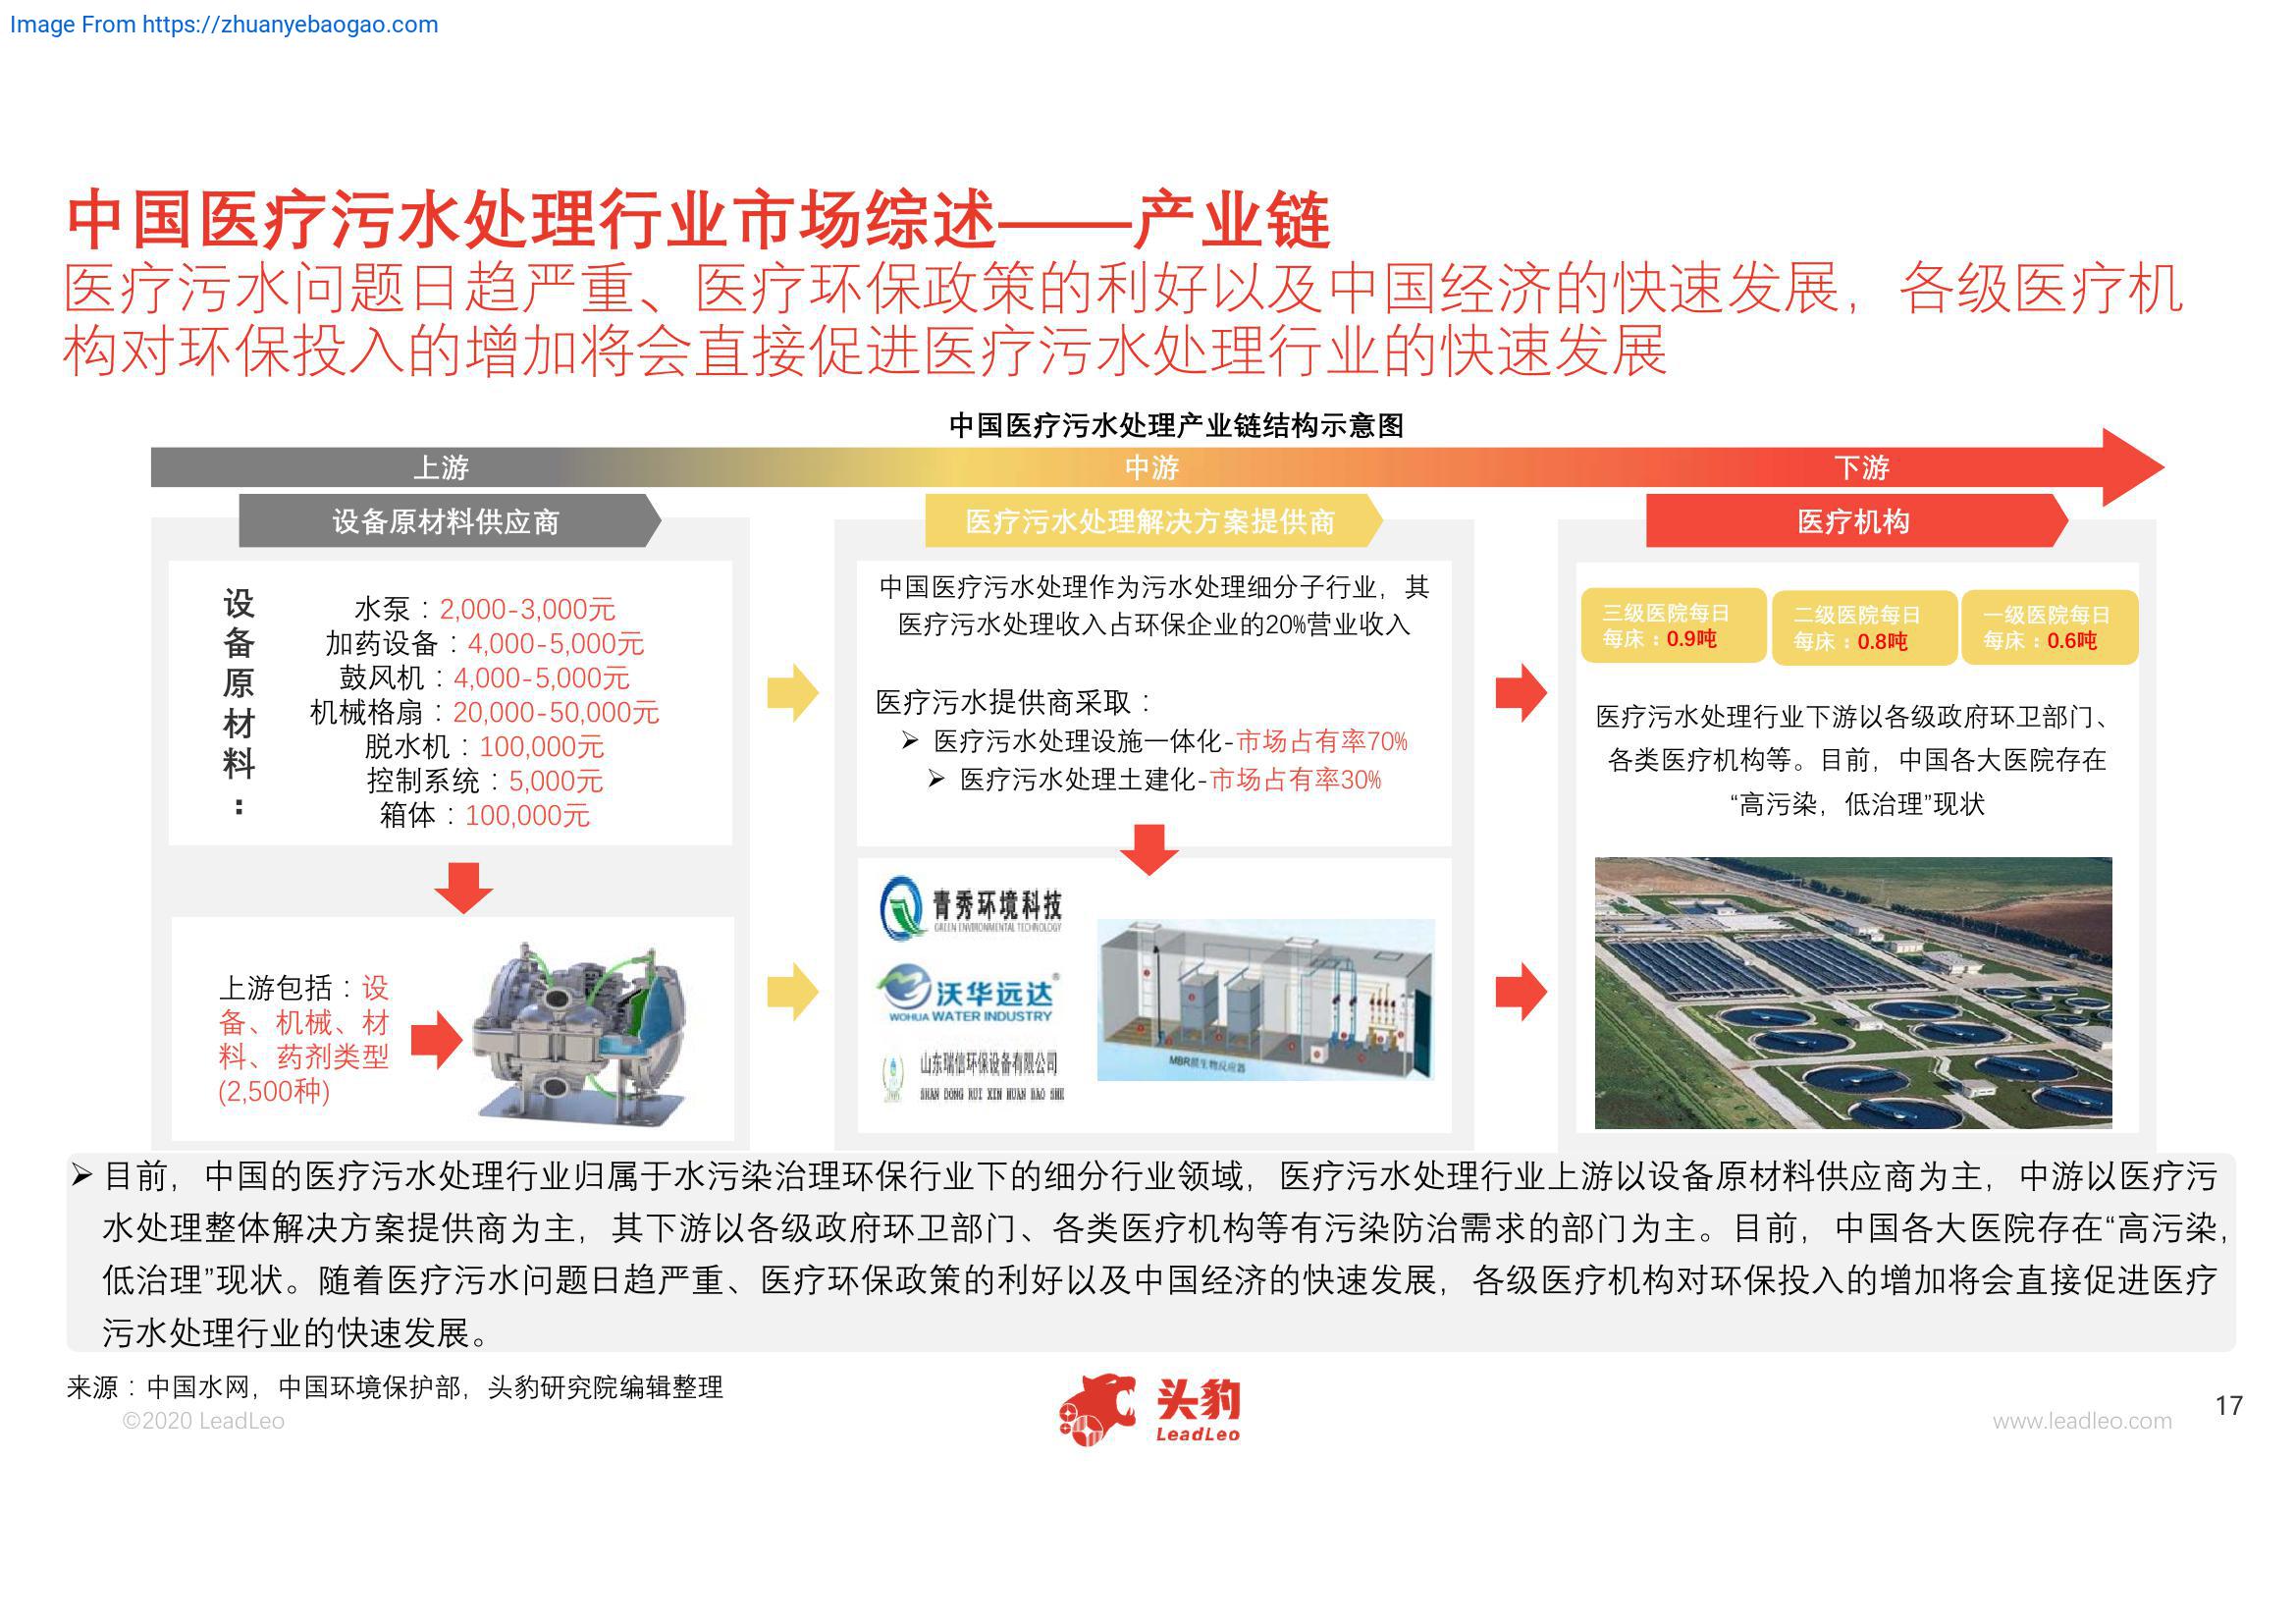 Image From https://zhuanyebaogao.com
中国医疗污水处理行业市场综述——产业链
医疗污水问题日趋严重、医疗环保政策的利好以及中国经济的快速发展，各级医疗机
构对环保投入的增加将会直接促进医疗污水处理行业的快速发展
中国医疗污水处理产业链结构示意图
上游
中游
下游
设备原材料供应商
医疗污水处理解决方案提供商
医疗机构
设备原材料：
水泵：2,000-3,000元
加药设备：4,000-5,000元
鼓风机：4,000-5,000元
机械格扇：20,000-50,000元
脱水机：100,000元
控制系统：5,000元
箱体：100,000元
上游包括：设
备、机械、材
料、药剂类型
(2,500种)
中国医疗污水处理作为污水处理细分子行业，其
医疗污水处理收入占环保企业的20%营业收入
医疗污水提供商采取：
➢ 医疗污水处理设施一体化-市场占有率70%
➢ 医疗污水处理土建化-市场占有率30%
青秀环境科技
GREEN ENVIRONMENTAL TECHNOLOGY
沃华远达®
WOHUA WATER INDUSTRY
山东瑞信环保设备有限公司
SHAN DONG RUI XIN HUAN BAO SHE
MBR膜生物反应器
三级医院每日
每床：0.9吨
二级医院每日
每床：0.8吨
一级医院每日
每床：0.6吨
医疗污水处理行业下游以各级政府环卫部门、
各类医疗机构等。目前，中国各大医院存在
“高污染，低治理”现状
➢ 目前，中国的医疗污水处理行业归属于水污染治理环保行业下的细分行业领域，医疗污水处理行业上游以设备原材料供应商为主，中游以医疗污
水处理整体解决方案提供商为主，其下游以各级政府环卫部门、各类医疗机构等有污染防治需求的部门为主。目前，中国各大医院存在“高污染，
低治理”现状。随着医疗污水问题日趋严重、医疗环保政策的利好以及中国经济的快速发展，各级医疗机构对环保投入的增加将会直接促进医疗
污水处理行业的快速发展。
来源：中国水网，中国环境保护部，头豹研究院编辑整理
©2020 LeadLeo
头豹
LeadLeo
www.leadleo.com
17